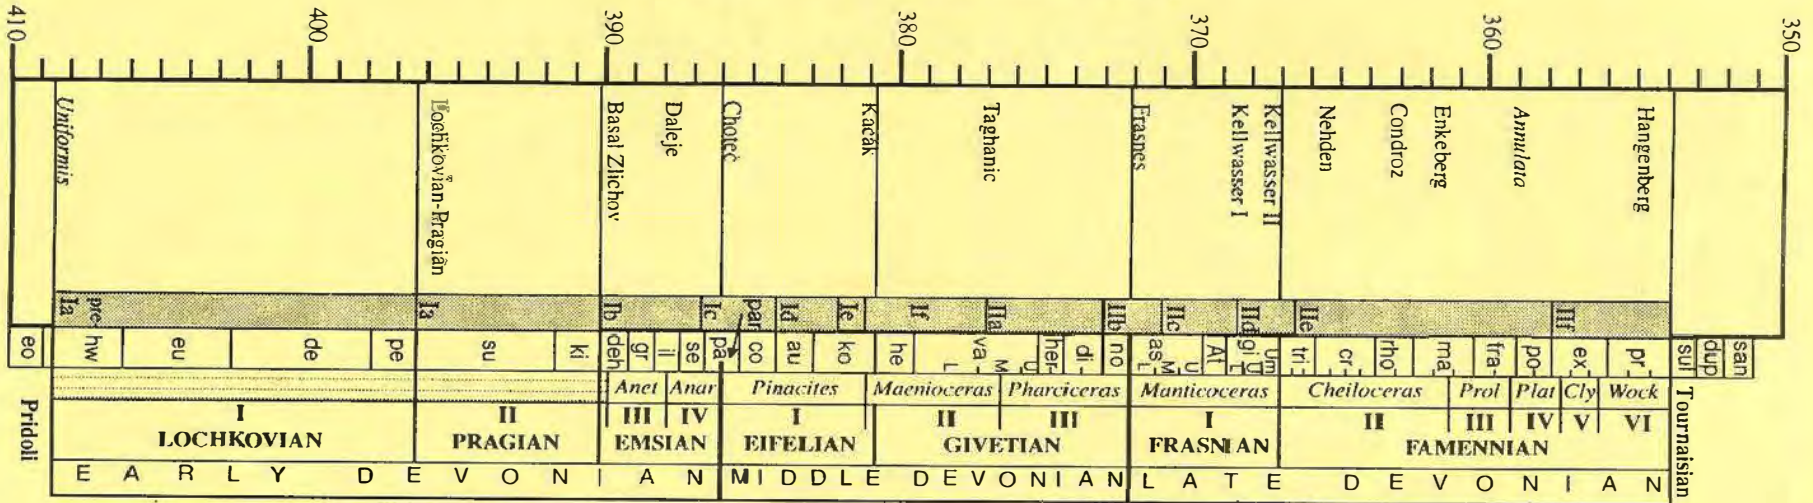 410 400 390 380 370 360 350
Uniformis
Lochkovian-Pragian
Basal Zlichov
Daleje
Choteč
Kačák
Taghanic
Frasnes
Kellwasser I
Kellwasser II
Nehden
Condroz
Enkeberg
Annulata
Hangenberg
Ia Ia Ib Ic Id Ie If IIa IIb IIc IId IIe IIf
pre- par
eo hw eu de pe su ki deh gr il se pa co au ko he va L M U her- di- no as L M U At L gi U Um tri- cr- rho ma- fra- po- ex- pr- sul dup san
Anet Anar Pinacites Maenioceras Pharciceras Manticoceras Cheiloceras Prol Plat Cly Wock
I II III IV I II III I II III IV V VI
Pridoli LOCHKOVIAN PRAGIAN EMSIAN EIFELIAN GIVETIAN FRASNIAN FAMENNIAN Tournaisian
EARLY DEVONIAN MIDDLE DEVONIAN LATE DEVONIAN